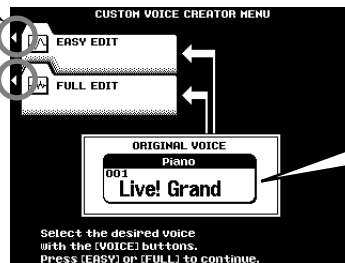 CUSTOM VOICE CREATOR MENU
EASY EDIT
FULL EDIT
ORIGINAL VOICE
Piano
001
Live! Grand
Select the desired voice
with the [VOICE] buttons.
Press [EASY] or [FULL] to continue.